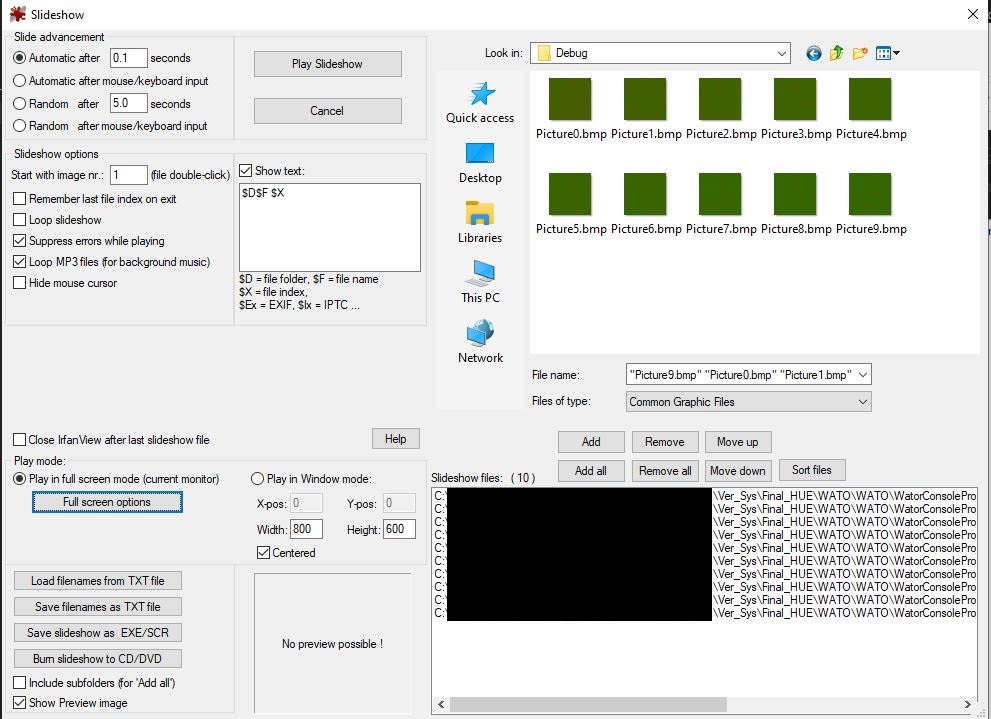 Slideshow
Slide advancement
Automatic after 0.1 seconds
Automatic after mouse/keyboard input
Random after 5.0 seconds
Random after mouse/keyboard input
Play Slideshow
Cancel
Slideshow options
Start with image nr.: 1 (file double-click)
Remember last file index on exit
Loop slideshow
Suppress errors while playing
Loop MP3 files (for background music)
Hide mouse cursor
Show text:
$D$F $X
$D = file folder, $F = file name
$X = file index,
$Ex = EXIF, $Ix = IPTC ...
Close IrfanView after last slideshow file
Help
Play mode:
Play in full screen mode (current monitor)
Full screen options
Play in Window mode:
X-pos: 0 Y-pos: 0
Width: 800 Height: 600
Centered
Load filenames from TXT file
Save filenames as TXT file
Save slideshow as EXE/SCR
Burn slideshow to CD/DVD
Include subfolders (for 'Add all')
Show Preview image
No preview possible !
Look in: Debug
Quick access
Desktop
Libraries
This PC
Network
Picture0.bmp Picture1.bmp Picture2.bmp Picture3.bmp Picture4.bmp
Picture5.bmp Picture6.bmp Picture7.bmp Picture8.bmp Picture9.bmp
File name: "Picture9.bmp" "Picture0.bmp" "Picture1.bmp"
Files of type: Common Graphic Files
Add Remove Move up
Add all Remove all Move down Sort files
Slideshow files: ( 10 )
C:\ \Ver_Sys\Final_HUE\WATO\WATO\WatorConsolePro
C:\ \Ver_Sys\Final_HUE\WATO\WATO\WatorConsolePro
C:\ \Ver_Sys\Final_HUE\WATO\WATO\WatorConsolePro
C:\ \Ver_Sys\Final_HUE\WATO\WATO\WatorConsolePro
C:\ \Ver_Sys\Final_HUE\WATO\WATO\WatorConsolePro
C:\ \Ver_Sys\Final_HUE\WATO\WATO\WatorConsolePro
C:\ \Ver_Sys\Final_HUE\WATO\WATO\WatorConsolePro
C:\ \Ver_Sys\Final_HUE\WATO\WATO\WatorConsolePro
C:\ \Ver_Sys\Final_HUE\WATO\WATO\WatorConsolePro
C:\ \Ver_Sys\Final_HUE\WATO\WATO\WatorConsolePro